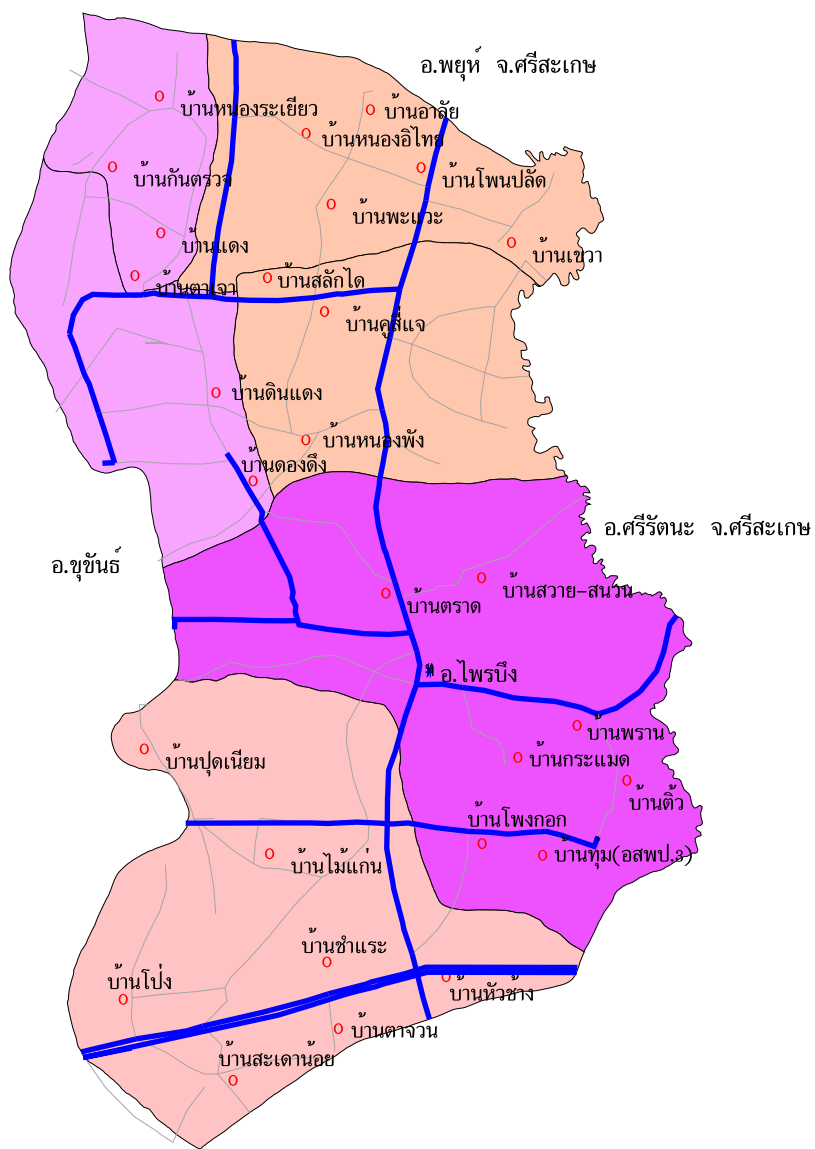 อ.พยุห์ จ.ศรีสะเกษ
บ้านหนองระเยียว
บ้านอาลัย
บ้านหนองอิไทย
บ้านกันตรวจ
บ้านโพนปลัด
บ้านพะแวะ
บ้านแดง
บ้านเขวา
บ้านตาเจา
บ้านสลักได
บ้านคูสี่แจ
บ้านดินแดง
บ้านหนองพัง
บ้านดองดึง
อ.ศรีรัตนะ จ.ศรีสะเกษ
อ.ขุขันธ์
บ้านสวาย-สนวน
บ้านตราด
อ.ไพรบึง
บ้านพราน
บ้านปุดเนียม
บ้านกระแมด
บ้านติ้ว
บ้านโพงกอก
บ้านไม้แก่น
บ้านทุม(อสพป.3)
บ้านชำแระ
บ้านโป่ง
บ้านหัวช้าง
บ้านตาจวน
บ้านสะเดาน้อย